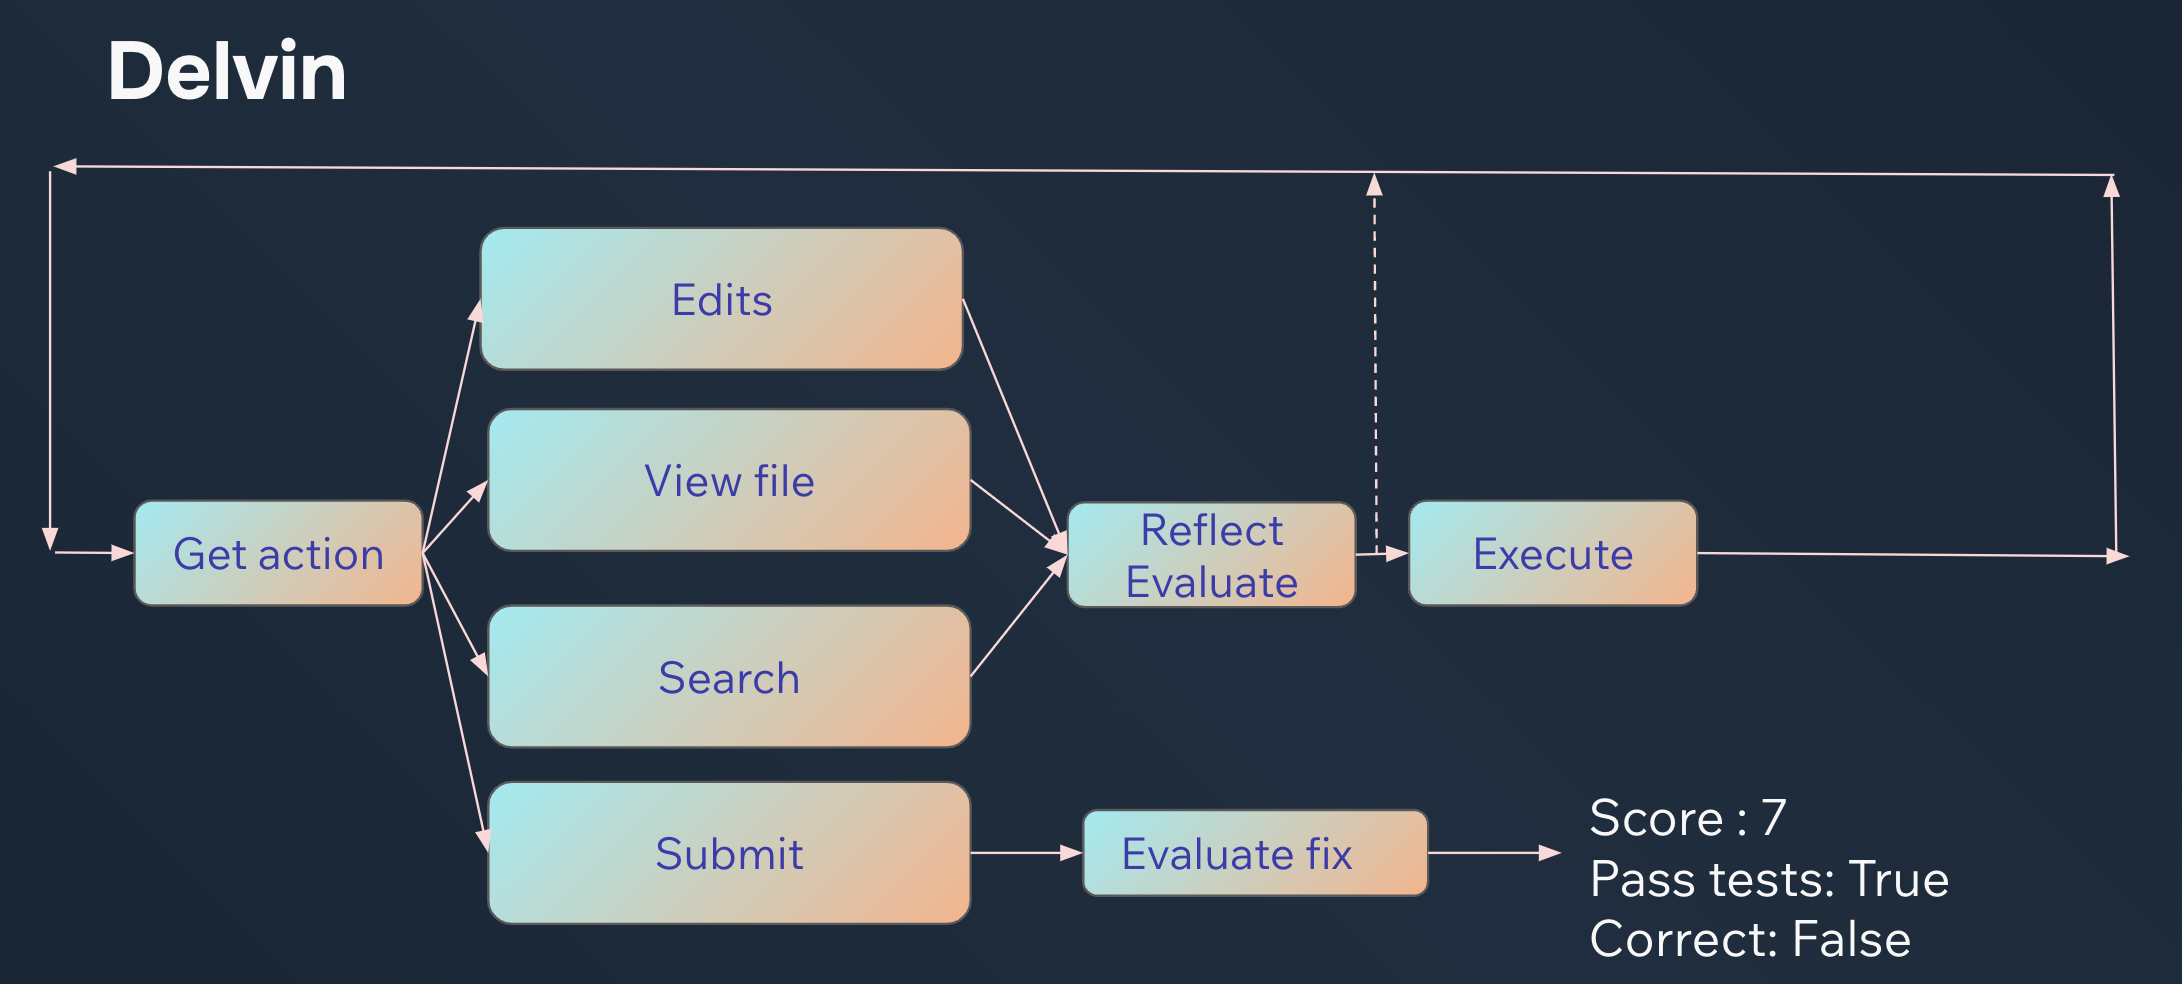 Delvin
Edits
View file
Get action
Reflect
Evaluate
Execute
Search
Submit
Evaluate fix
Score : 7
Pass tests: True
Correct: False